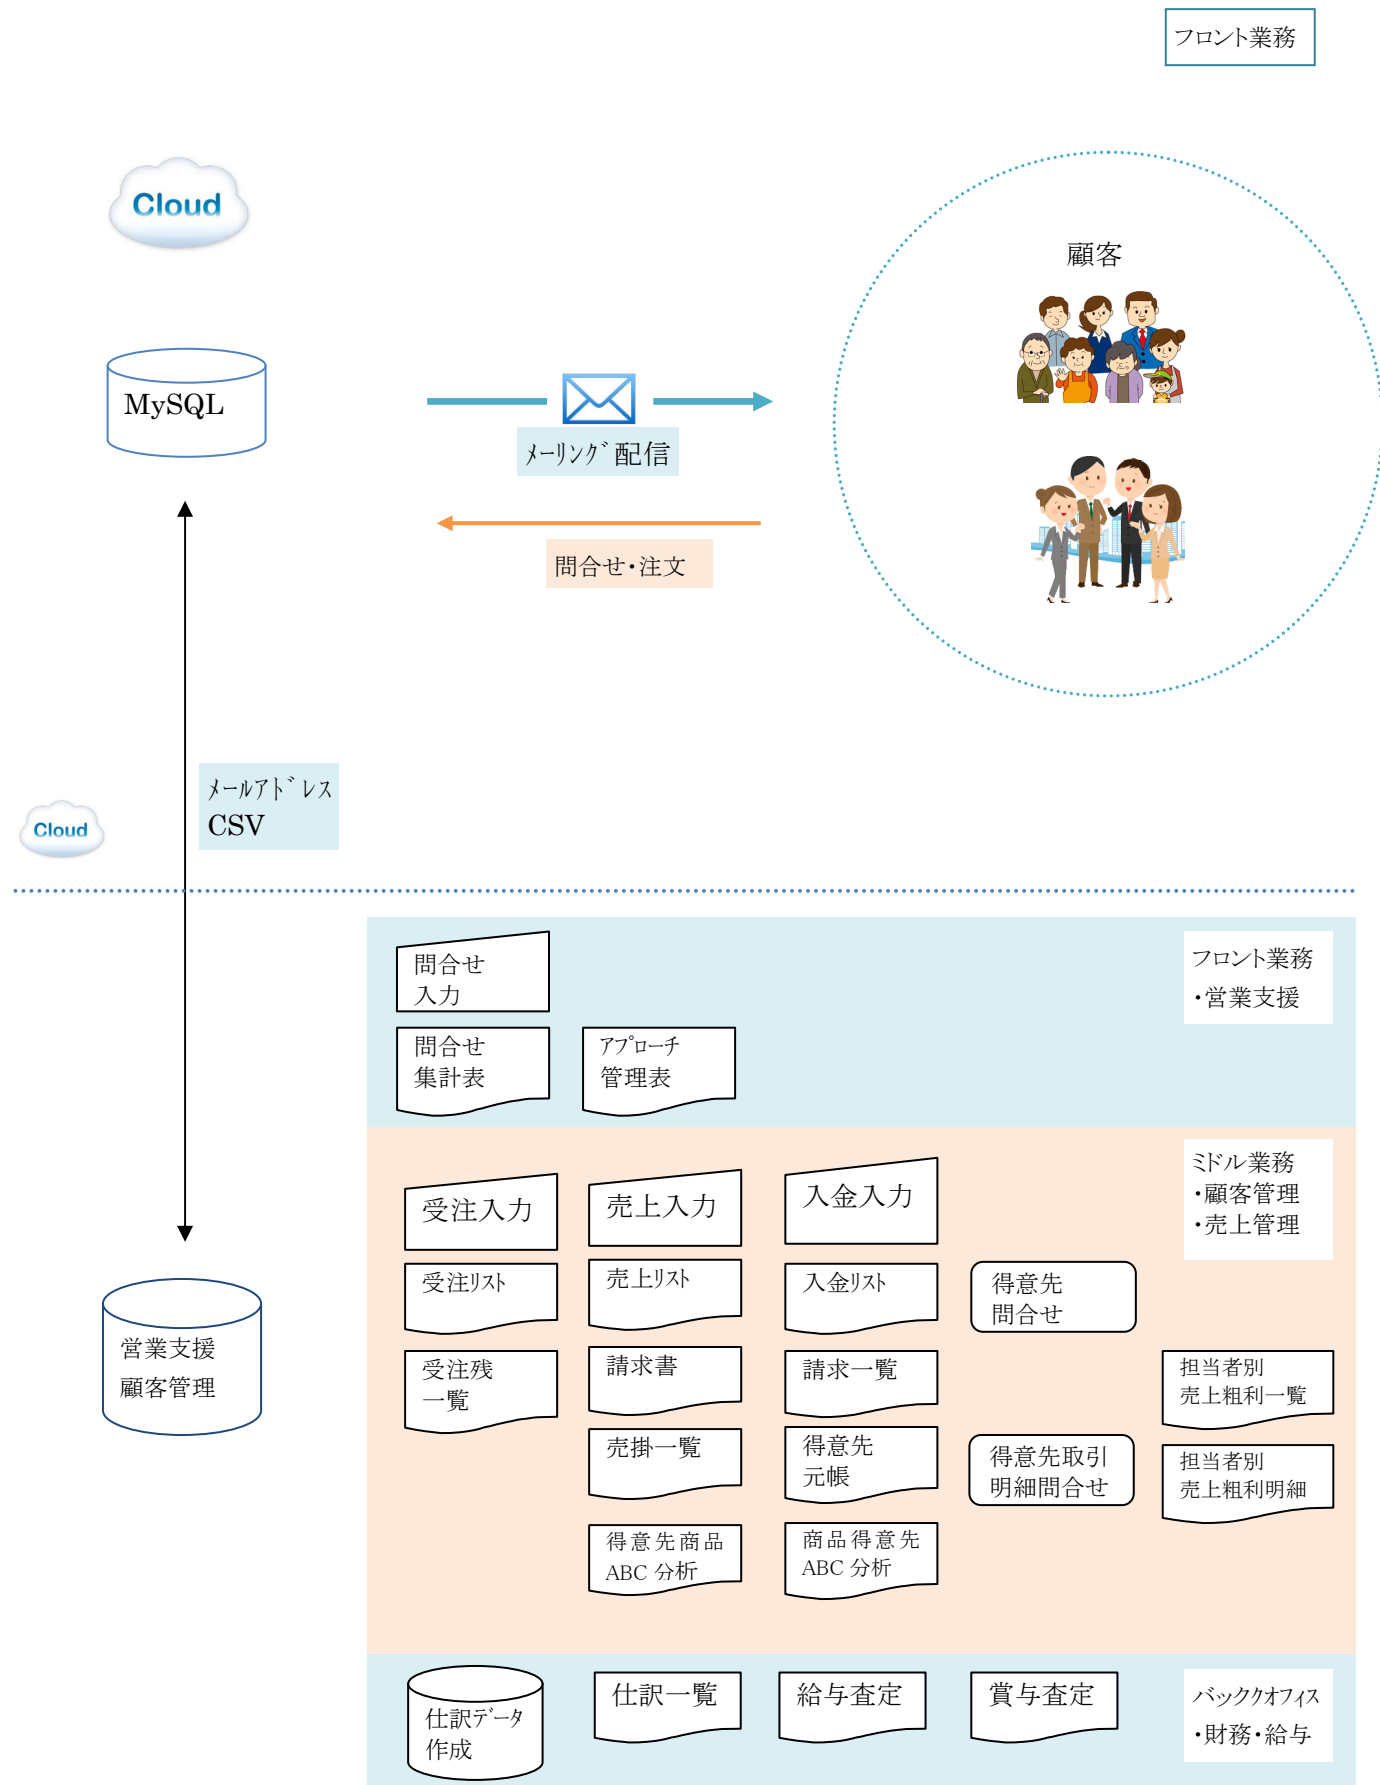 フロント業務
Cloud
顧客
MySQL
ﾒｰﾘﾝｸﾞ配信
問合せ・注文
ﾒｰﾙｱﾄﾞﾚｽ
CSV
Cloud
問合せ
入力
フロント業務
・営業支援
問合せ
集計表
ｱﾌﾟﾛｰﾁ
管理表
ミドル業務
・顧客管理
・売上管理
受注入力
売上入力
入金入力
受注リスト
売上リスト
入金リスト
得意先
問合せ
営業支援
顧客管理
受注残
一覧
請求書
請求一覧
担当者別
売上粗利一覧
売掛一覧
得意先
元帳
得意先取引
明細問合せ
担当者別
売上粗利明細
得意先商品
ABC 分析
商品得意先
ABC 分析
仕訳データ
作成
仕訳一覧
給与査定
賞与査定
バッククオフィス
・財務・給与